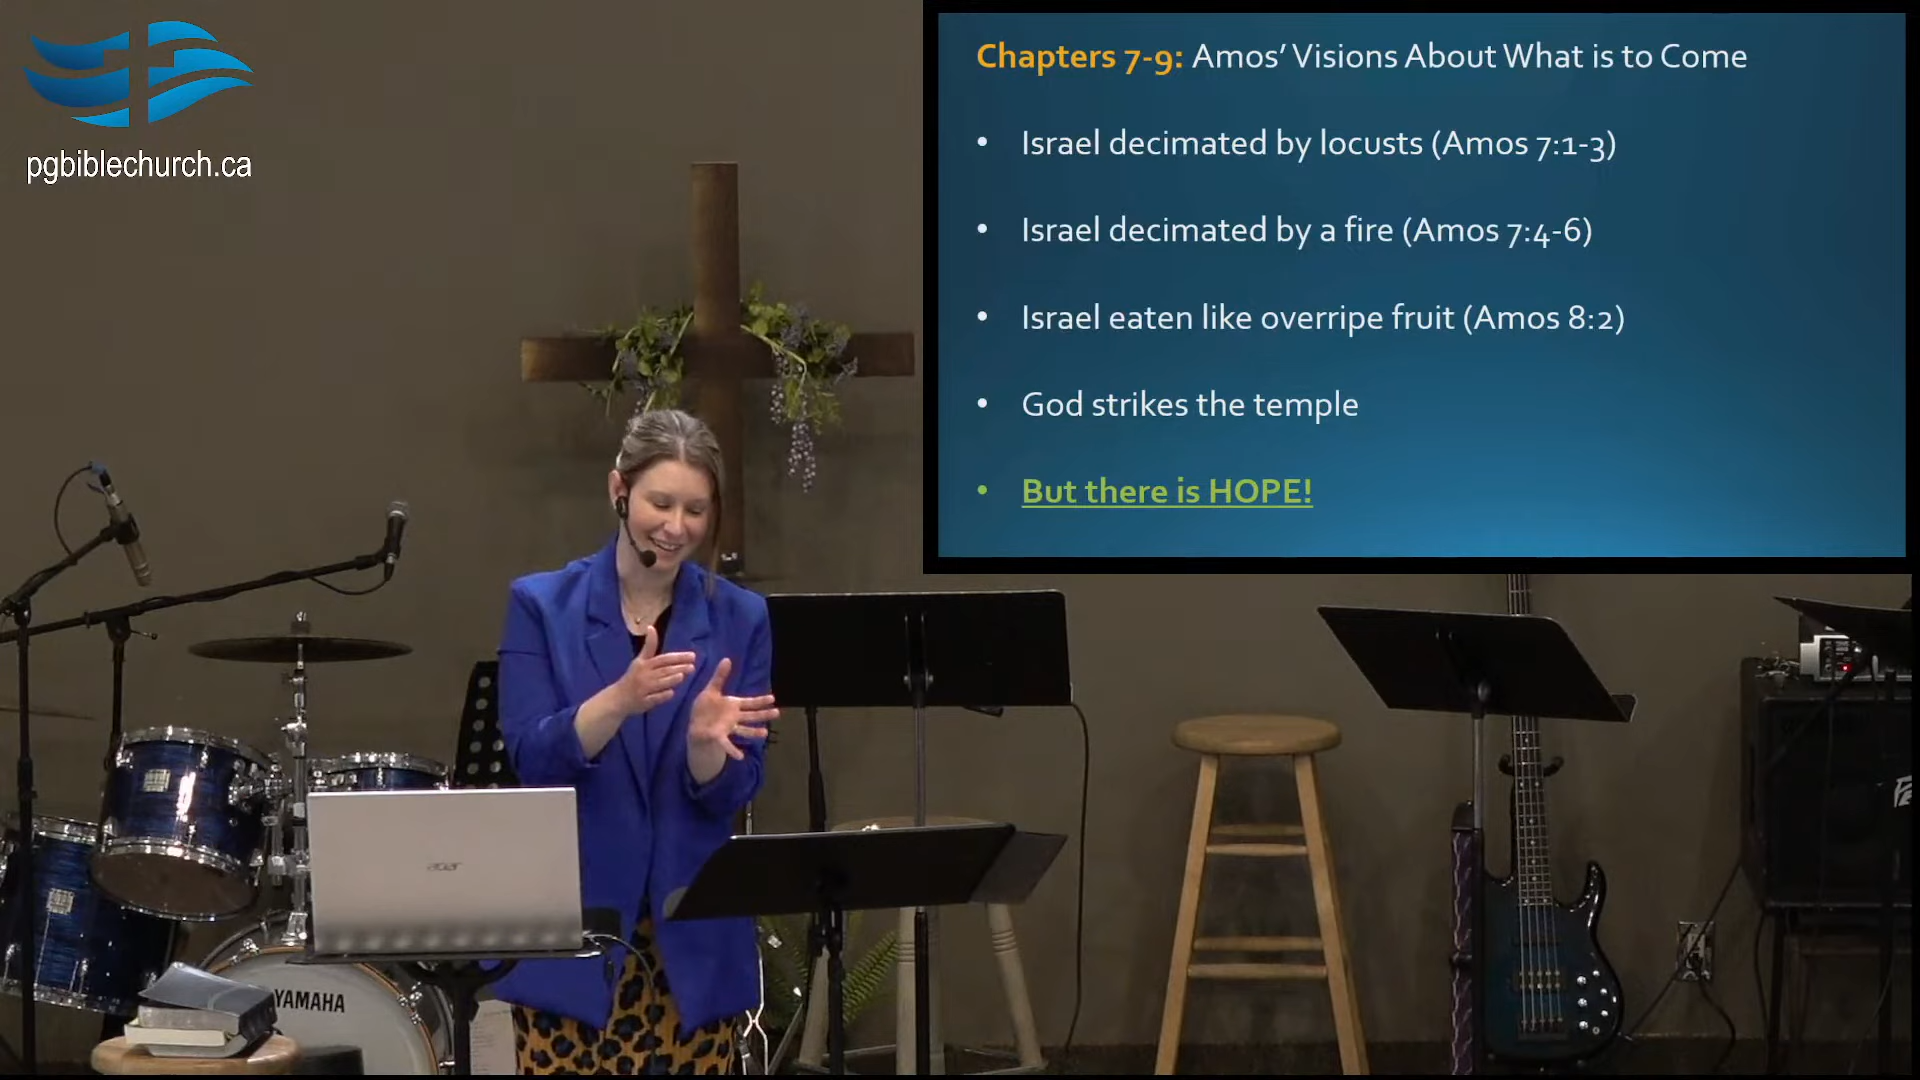 pgbiblechurch.ca
Chapters 7-9: Amos’ Visions About What is to Come
• Israel decimated by locusts (Amos 7:1-3)
• Israel decimated by a fire (Amos 7:4-6)
• Israel eaten like overripe fruit (Amos 8:2)
• God strikes the temple
• But there is HOPE!
acer
YAMAHA